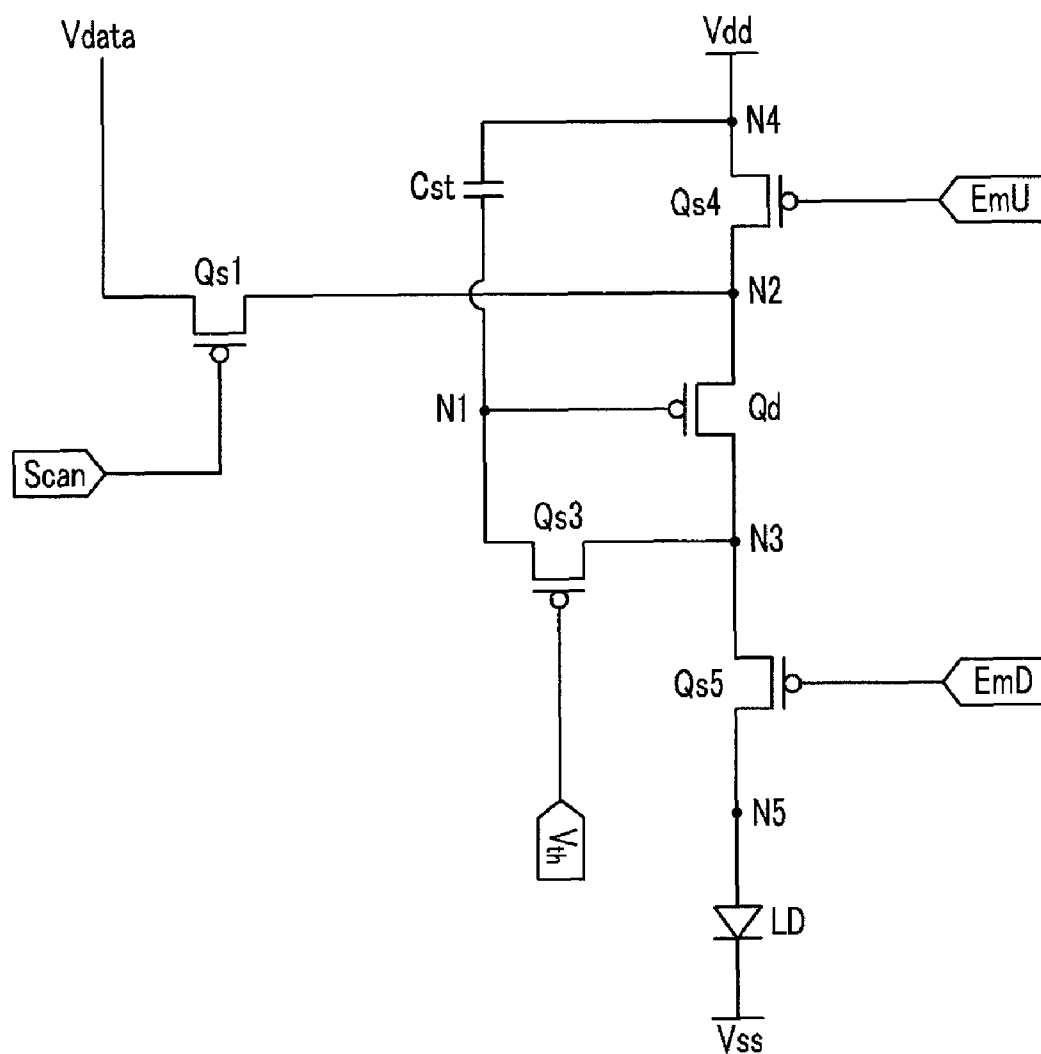 Vdata
Vdd
N4
Cst
Qs4
EmU
Qs1
N2
N1
Qd
Scan
Qs3
N3
Qs5
EmD
Vth
N5
LD
Vss